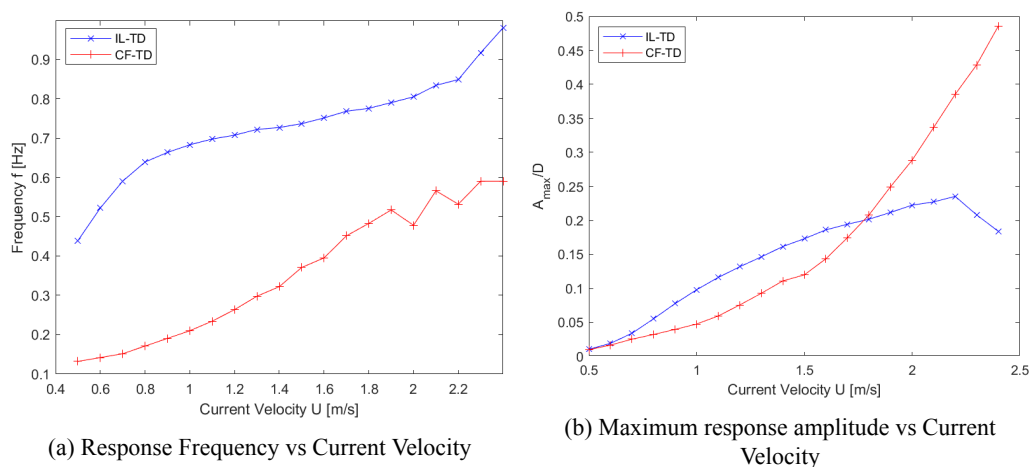 IL-TD
CF-TD
0.9
0.8
0.7
0.6
0.5
0.4
0.3
0.2
0.1
Frequency f [Hz]
0.4 0.6 0.8 1 1.2 1.4 1.6 1.8 2 2.2
Current Velocity U [m/s]
(a) Response Frequency vs Current Velocity
0.5
0.45
0.4
0.35
0.3
0.25
0.2
0.15
0.1
0.05
0
IL-TD
CF-TD
A_max/D
0.5 1 1.5 2 2.5
Current Velocity U [m/s]
(b) Maximum response amplitude vs Current
Velocity